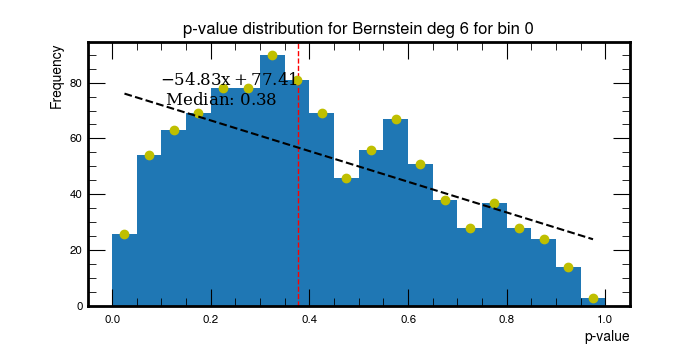 p-value distribution for Bernstein deg 6 for bin 0
Frequency
80
60
40
20
0
−54.83x + 77.41
Median: 0.38
0.0 0.2 0.4 0.6 0.8 1.0
p-value